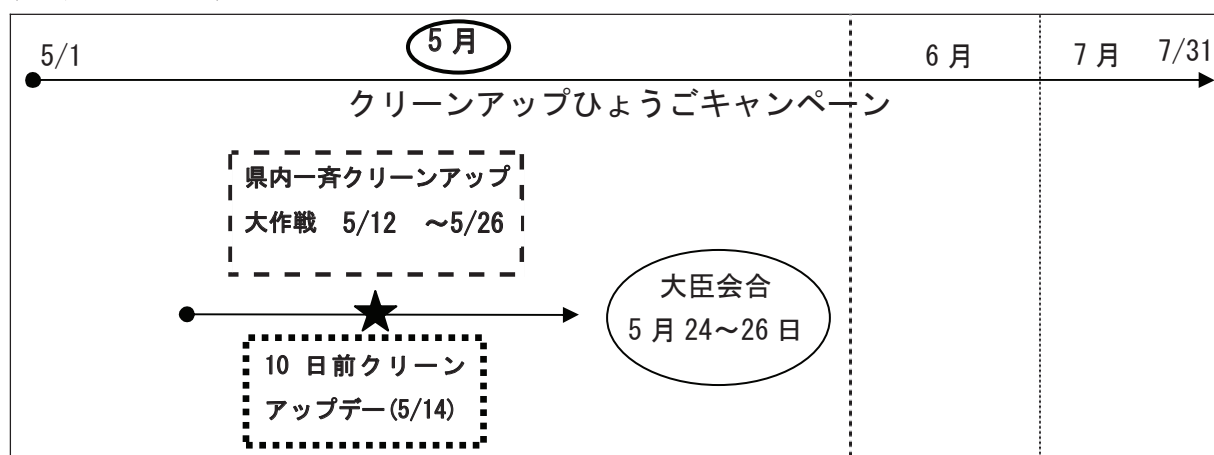 5/1
5月
6月
7月
7/31
クリーンアップひょうごキャンペーン
県内一斉クリーンアップ
大作戦 5/12 ～5/26
大臣会合
5月24～26日
10 日前クリーン
アップデー(5/14)